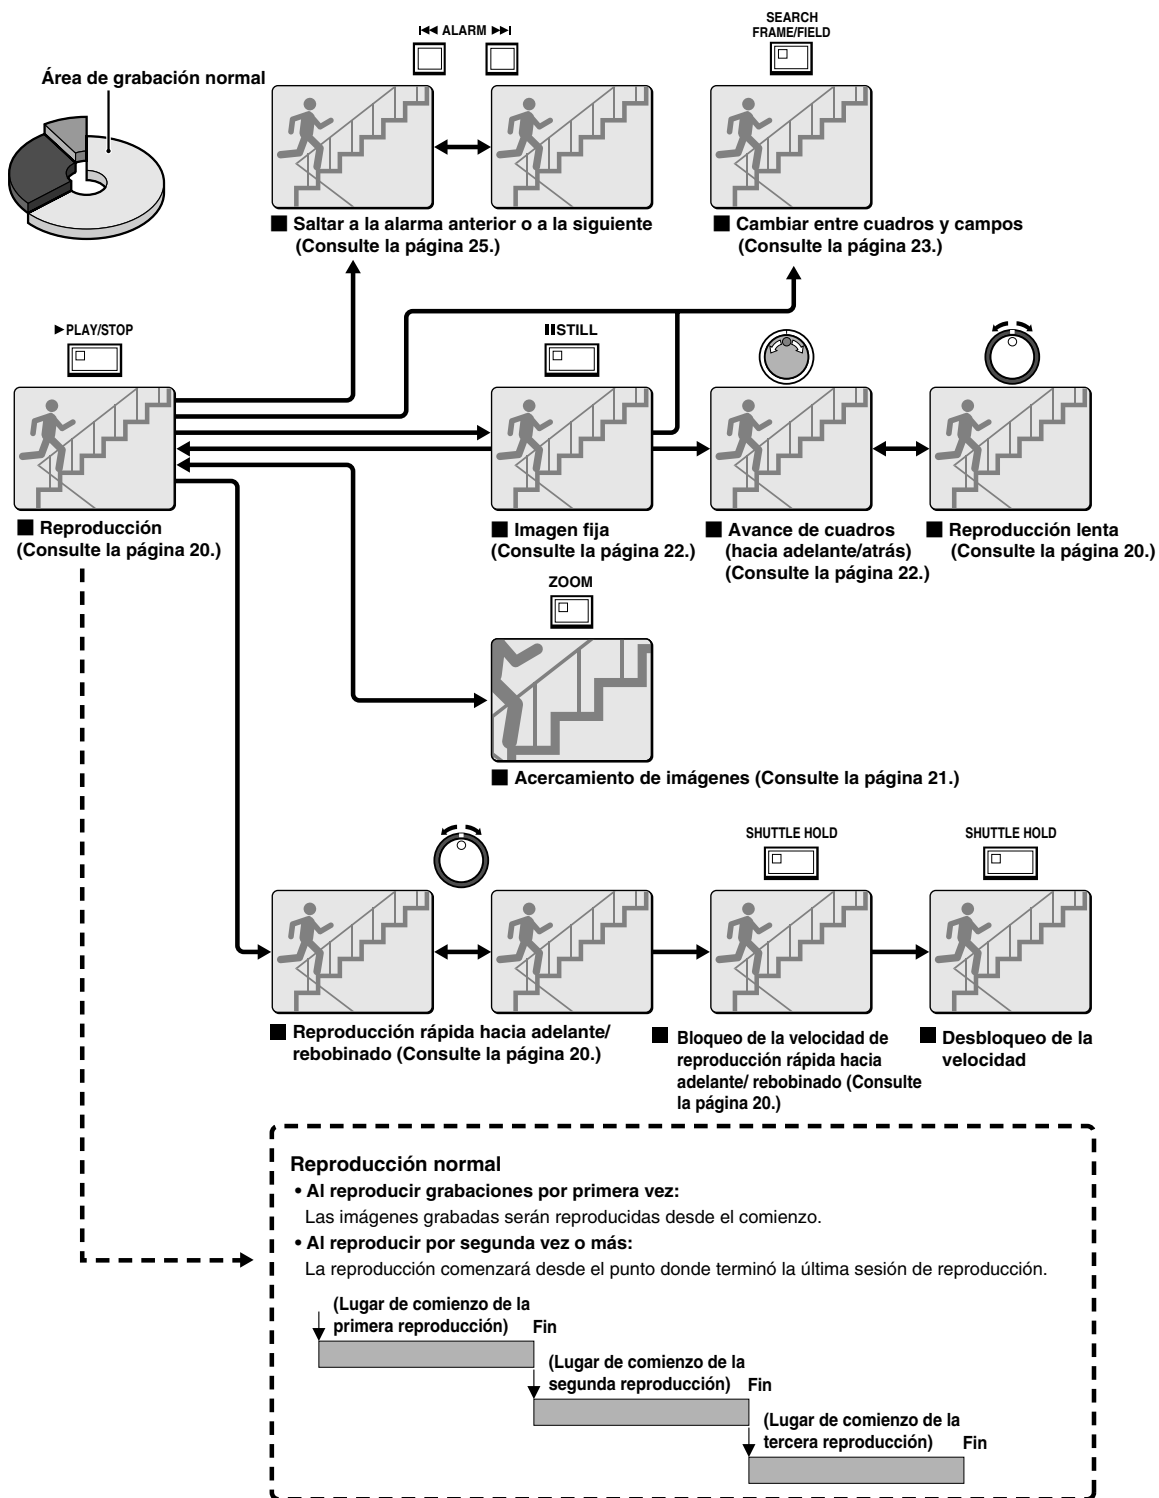 ALARM
SEARCH
FRAME/FIELD
Área de grabación normal
■ Saltar a la alarma anterior o a la siguiente
(Consulte la página 25.)
■ Cambiar entre cuadros y campos
(Consulte la página 23.)
PLAY/STOP
STILL
■ Reproducción
(Consulte la página 20.)
■ Imagen fija
(Consulte la página 22.)
■ Avance de cuadros
(hacia adelante/atrás)
(Consulte la página 22.)
■ Reproducción lenta
(Consulte la página 20.)
ZOOM
■ Acercamiento de imágenes (Consulte la página 21.)
SHUTTLE HOLD
SHUTTLE HOLD
■ Reproducción rápida hacia adelante/
rebobinado (Consulte la página 20.)
■ Bloqueo de la velocidad de
reproducción rápida hacia
adelante/ rebobinado (Consulte
la página 20.)
■ Desbloqueo de la
velocidad
Reproducción normal
• Al reproducir grabaciones por primera vez:
Las imágenes grabadas serán reproducidas desde el comienzo.
• Al reproducir por segunda vez o más:
La reproducción comenzará desde el punto donde terminó la última sesión de reproducción.
(Lugar de comienzo de la
primera reproducción) Fin
(Lugar de comienzo de la
segunda reproducción) Fin
(Lugar de comienzo de la
tercera reproducción) Fin